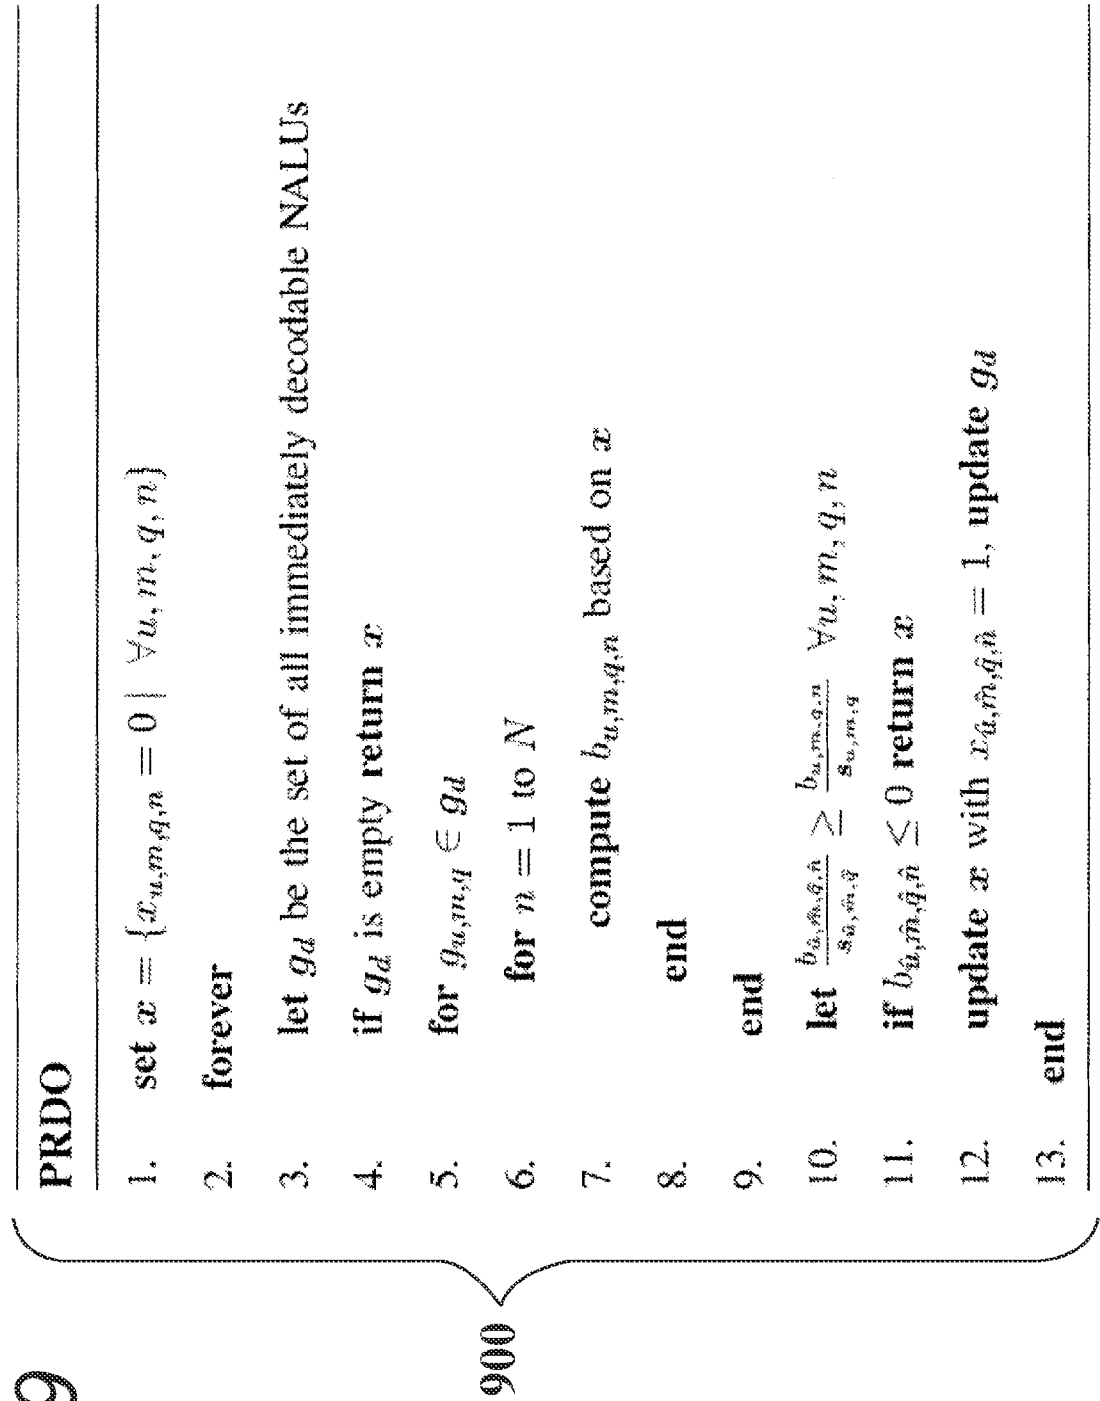 PRDO
1. set x = {x_{u,m,q,n} = 0 | ∀u, m, q, n}
2. forever
3. let g_d be the set of all immediately decodable NALUs
4. if g_d is empty return x
5. for g_{u,m,q} ∈ g_d
6. for n = 1 to N
7. compute b_{u,m,q,n} based on x
8. end
9. end
10. let \frac{b_{û,m̂,q̂,n̂}}{s_{û,m̂,q̂}} ≥ \frac{b_{u,m,q,n}}{s_{u,m,q}} ∀u, m, q, n
11. if b_{û,m̂,q̂,n̂} ≤ 0 return x
12. update x with x_{û,m̂,q̂,n̂} = 1, update g_d
13. end
900